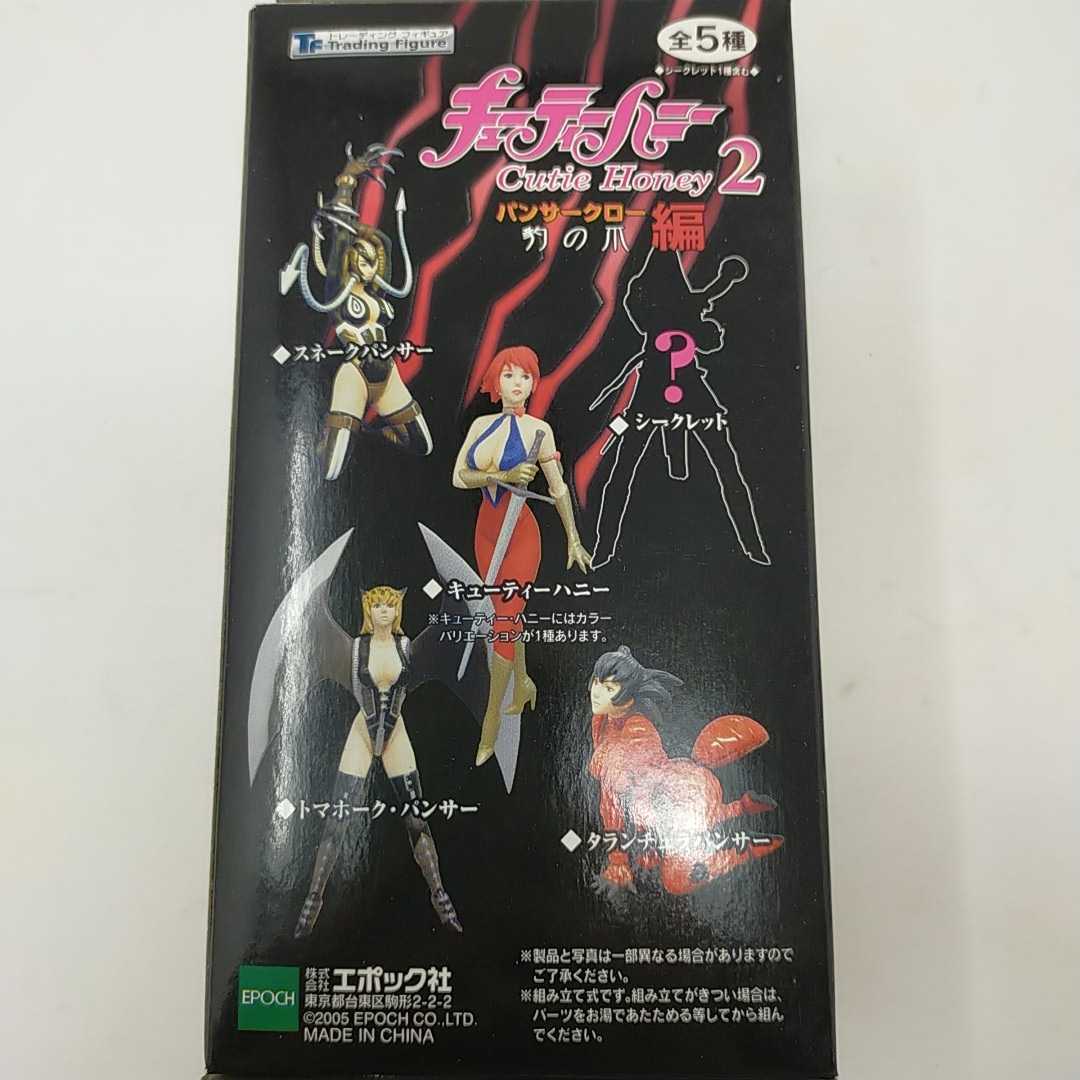 TF トレーディング フィギュア
Trading Figure
全5種
◆シークレット1種含む◆
キューティーハニー
Cutie Honey 2
パンサークロー
豹の爪 編
◆スネークパンサー
?
◆シークレット
◆キューティーハニー
※キューティー・ハニーにはカラー
バリエーションが1種あります。
◆トマホーク・パンサー
◆タランチュラパンサー
EPOCH
株式会社 エポック社
東京都台東区駒形2-2-2
©2005 EPOCH CO.,LTD.
MADE IN CHINA
※製品と写真は一部異なる場合がありますので
ご了承ください。
※組み立て式です。組み立てがきつい場合は、
パーツをお湯であたためる等してから組ん
でください。